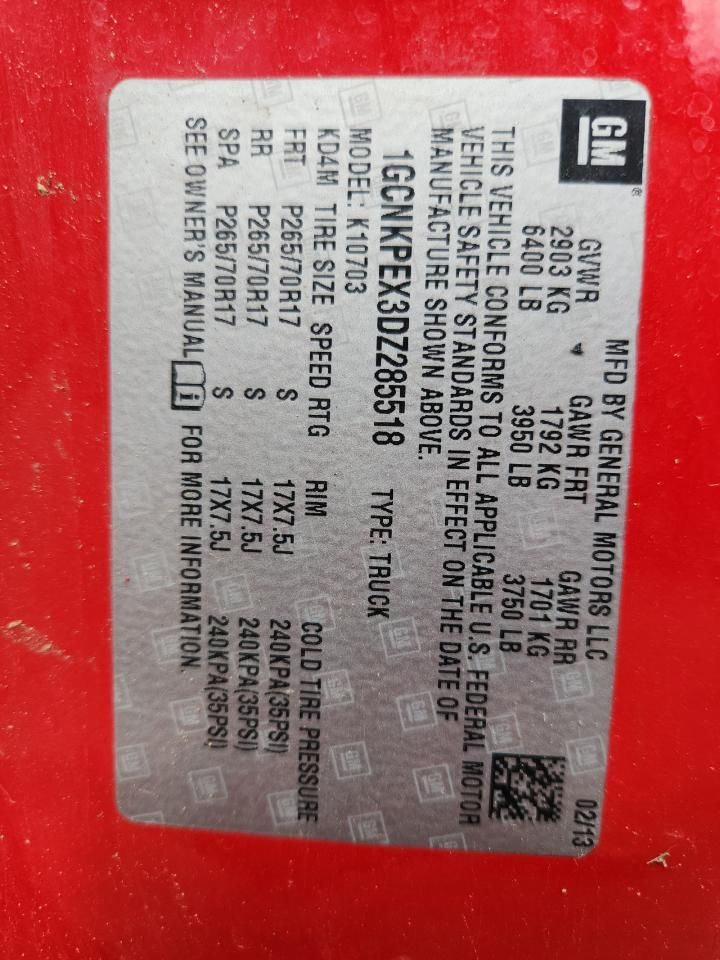 GM
MFD BY GENERAL MOTORS LLC 02/13
GVWR GAWR FRT GAWR RR
2903 KG 1792 KG 1701 KG
6400 LB 3950 LB 3750 LB
THIS VEHICLE CONFORMS TO ALL APPLICABLE U.S. FEDERAL MOTOR
VEHICLE SAFETY STANDARDS IN EFFECT ON THE DATE OF
MANUFACTURE SHOWN ABOVE.
1GCNKPEX3DZ285518 TYPE: TRUCK
MODEL: K10703
KD4M TIRE SIZE SPEED RTG RIM COLD TIRE PRESSURE
FRT P265/70R17 S 17X7.5J 240KPA(35PSI)
RR P265/70R17 S 17X7.5J 240KPA(35PSI)
SPA P265/70R17 S 17X7.5J 240KPA(35PSI)
SEE OWNER'S MANUAL i FOR MORE INFORMATION